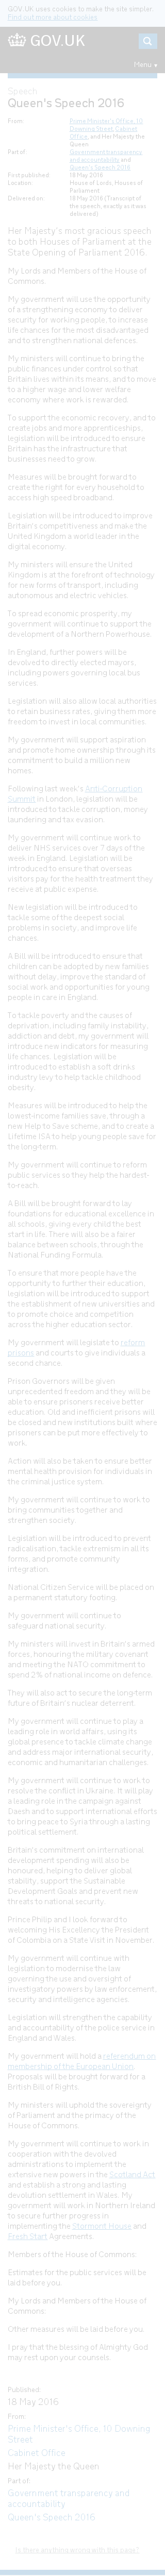 GOV.UK uses cookies to make the site simpler.
Find out more about cookies
GOV.UK
Menu
Speech
Queen's Speech 2016
From:
Prime Minister's Office, 10
Downing Street, Cabinet
Office, and Her Majesty the
Queen
Part of:
Government transparency
and accountability and
Queen's Speech 2016
First published:
18 May 2016
Location:
House of Lords, Houses of
Parliament
Delivered on:
18 May 2016 (Transcript of
the speech, exactly as it was
delivered)
Her Majesty's most gracious speech
to both Houses of Parliament at the
State Opening of Parliament 2016.
My Lords and Members of the House of
Commons.
My government will use the opportunity
of a strengthening economy to deliver
security for working people, to increase
life chances for the most disadvantaged
and to strengthen national defences.
My ministers will continue to bring the
public finances under control so that
Britain lives within its means, and to move
to a higher wage and lower welfare
economy where work is rewarded.
To support the economic recovery, and to
create jobs and more apprenticeships,
legislation will be introduced to ensure
Britain has the infrastructure that
businesses need to grow.
Measures will be brought forward to
create the right for every household to
access high speed broadband.
Legislation will be introduced to improve
Britain's competitiveness and make the
United Kingdom a world leader in the
digital economy.
My ministers will ensure the United
Kingdom is at the forefront of technology
for new forms of transport, including
autonomous and electric vehicles.
To spread economic prosperity, my
government will continue to support the
development of a Northern Powerhouse.
In England, further powers will be
devolved to directly elected mayors,
including powers governing local bus
services.
Legislation will also allow local authorities
to retain business rates, giving them more
freedom to invest in local communities.
My government will support aspiration
and promote home ownership through its
commitment to build a million new
homes.
Following last week's Anti-Corruption
Summit in London, legislation will be
introduced to tackle corruption, money
laundering and tax evasion.
My government will continue work to
deliver NHS services over 7 days of the
week in England. Legislation will be
introduced to ensure that overseas
visitors pay for the health treatment they
receive at public expense.
New legislation will be introduced to
tackle some of the deepest social
problems in society, and improve life
chances.
A Bill will be introduced to ensure that
children can be adopted by new families
without delay, improve the standard of
social work and opportunities for young
people in care in England.
To tackle poverty and the causes of
deprivation, including family instability,
addiction and debt, my government will
introduce new indicators for measuring
life chances. Legislation will be
introduced to establish a soft drinks
industry levy to help tackle childhood
obesity.
Measures will be introduced to help the
lowest-income families save, through a
new Help to Save scheme, and to create a
Lifetime ISA to help young people save for
the long-term.
My government will continue to reform
public services so they help the hardest-
to-reach.
A Bill will be brought forward to lay
foundations for educational excellence in
all schools, giving every child the best
start in life. There will also be a fairer
balance between schools, through the
National Funding Formula.
To ensure that more people have the
opportunity to further their education,
legislation will be introduced to support
the establishment of new universities and
to promote choice and competition
across the higher education sector.
My government will legislate to reform
prisons and courts to give individuals a
second chance.
Prison Governors will be given
unprecedented freedom and they will be
able to ensure prisoners receive better
education. Old and inefficient prisons will
be closed and new institutions built where
prisoners can be put more effectively to
work.
Action will also be taken to ensure better
mental health provision for individuals in
the criminal justice system.
My government will continue to work to
bring communities together and
strengthen society.
Legislation will be introduced to prevent
radicalisation, tackle extremism in all its
forms, and promote community
integration.
National Citizen Service will be placed on
a permanent statutory footing.
My government will continue to
safeguard national security.
My ministers will invest in Britain's armed
forces, honouring the military covenant
and meeting the NATO commitment to
spend 2% of national income on defence.
They will also act to secure the long-term
future of Britain's nuclear deterrent.
My government will continue to play a
leading role in world affairs, using its
global presence to tackle climate change
and address major international security,
economic and humanitarian challenges.
My government will continue to work to
resolve the conflict in Ukraine. It will play
a leading role in the campaign against
Daesh and to support international efforts
to bring peace to Syria through a lasting
political settlement.
Britain's commitment on international
development spending will also be
honoured, helping to deliver global
stability, support the Sustainable
Development Goals and prevent new
threats to national security.
Prince Philip and I look forward to
welcoming His Excellency the President
of Colombia on a State Visit in November.
My government will continue with
legislation to modernise the law
governing the use and oversight of
investigatory powers by law enforcement,
security and intelligence agencies.
Legislation will strengthen the capability
and accountability of the police service in
England and Wales.
My government will hold a referendum on
membership of the European Union.
Proposals will be brought forward for a
British Bill of Rights.
My ministers will uphold the sovereignty
of Parliament and the primacy of the
House of Commons.
My government will continue to work in
cooperation with the devolved
administrations to implement the
extensive new powers in the Scotland Act
and establish a strong and lasting
devolution settlement in Wales. My
government will work in Northern Ireland
to secure further progress in
implementing the Stormont House and
Fresh Start Agreements.
Members of the House of Commons.
Estimates for the public services will be
laid before you.
My Lords and Members of the House of
Commons.
Other measures will be laid before you.
I pray that the blessing of Almighty God
may rest upon your counsels.
Published:
18 May 2016
From:
Prime Minister's Office, 10 Downing
Street
Cabinet Office
Her Majesty the Queen
Part of:
Government transparency and
accountability
Queen's Speech 2016
Is there anything wrong with this page?